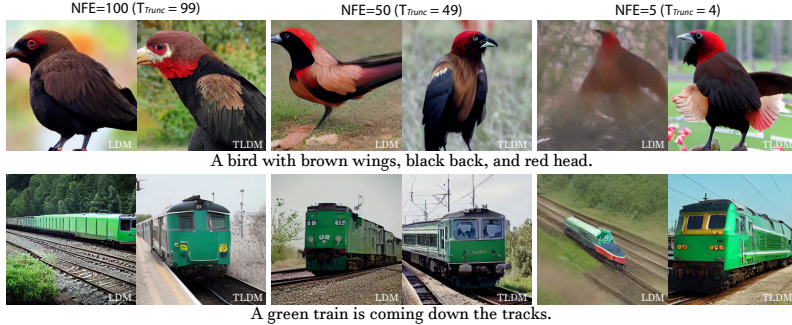 NFE=100 (T_Trunc = 99) NFE=50 (T_Trunc = 49) NFE=5 (T_Trunc = 4)
LDM TLDM LDM TLDM LDM TLDM
A bird with brown wings, black back, and red head.
LDM TLDM LDM TLDM LDM TLDM
A green train is coming down the tracks.